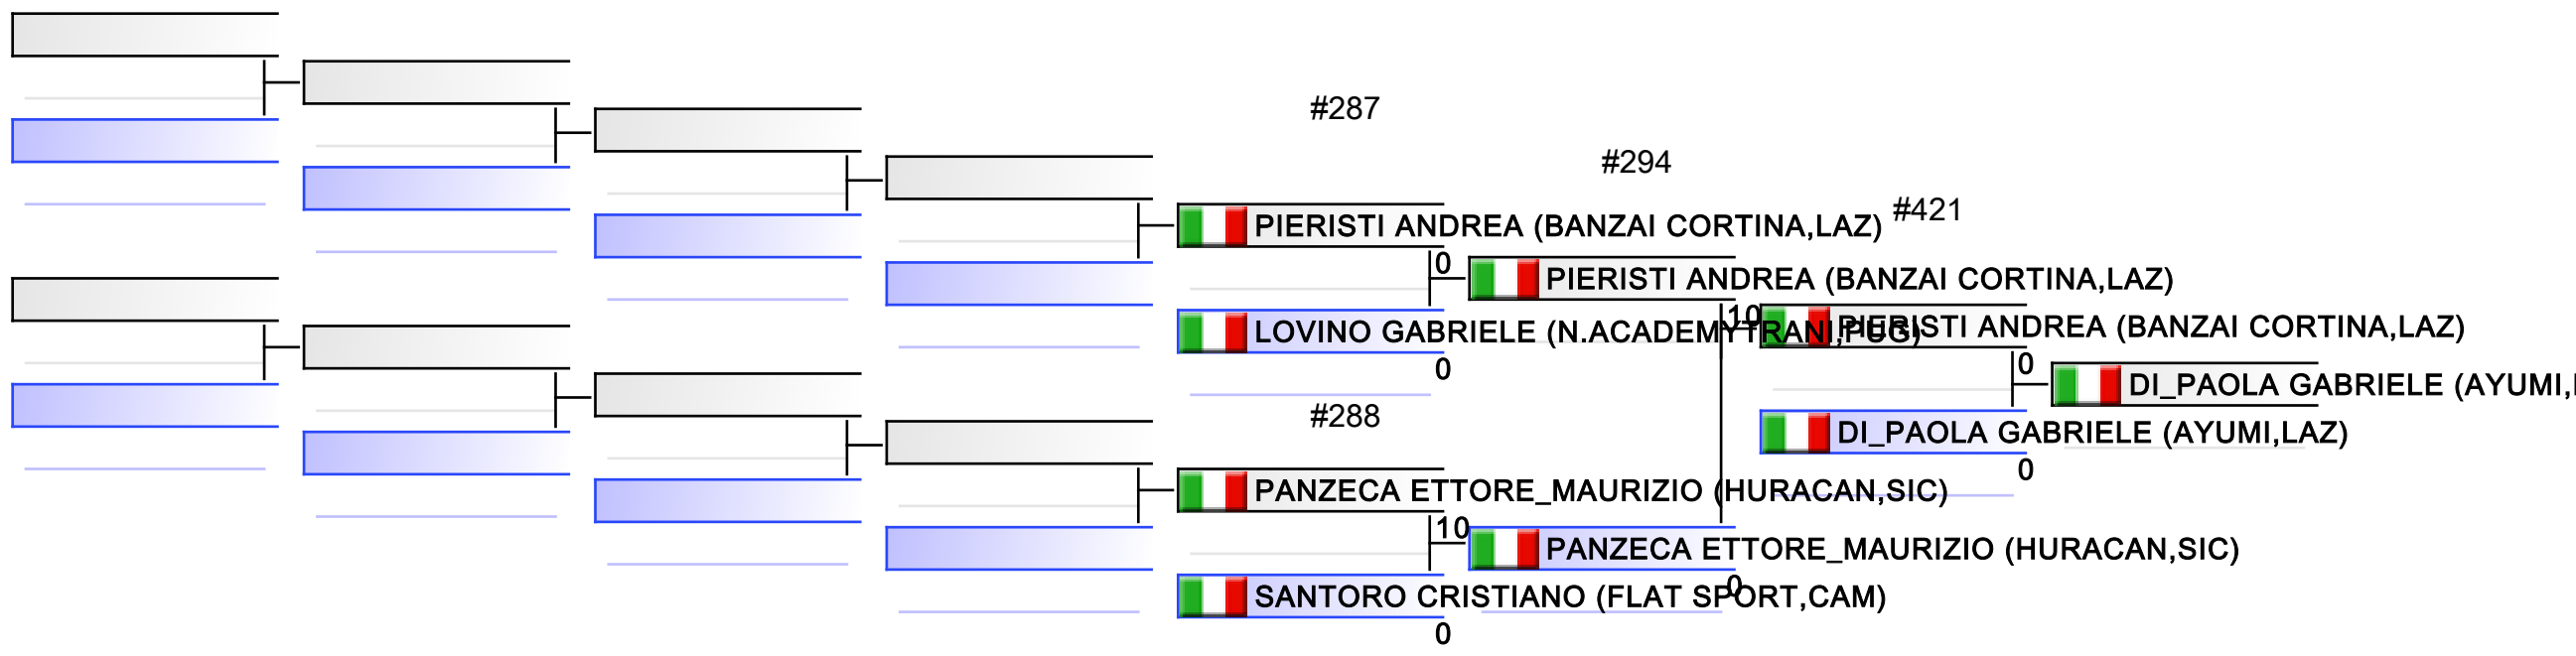 #287
#294
#421
PIERISTI ANDREA (BANZAI CORTINA,LAZ)
0
PIERISTI ANDREA (BANZAI CORTINA,LAZ)
10
LOVINO GABRIELE (N.ACADEMYTRANI,PUG)
PIERISTI ANDREA (BANZAI CORTINA,LAZ)
0
0
DI_PAOLA GABRIELE (AYUMI,
#288
DI_PAOLA GABRIELE (AYUMI,LAZ)
0
PANZECA ETTORE_MAURIZIO (HURACAN,SIC)
10
PANZECA ETTORE_MAURIZIO (HURACAN,SIC)
0
SANTORO CRISTIANO (FLAT SPORT,CAM)
0